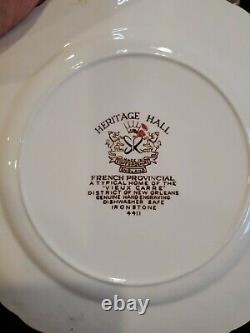 HERITAGE HALL
ENGLAND
FRENCH PROVINCIAL
A TYPICAL HOME OF THE
"VIEUX CARRE"
DISTRICT OF NEW ORLEANS
GENUINE HAND ENGRAVING
DISHWASHER SAFE
IRONSTONE
4411